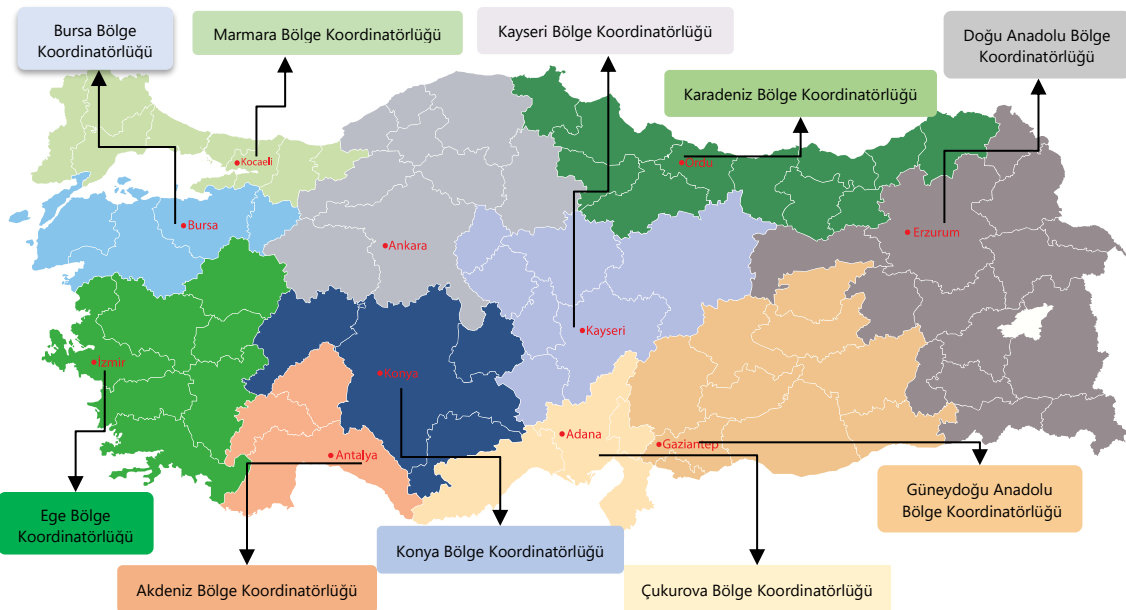 Bursa Bölge
Koordinatörlüğü
Marmara Bölge Koordinatörlüğü
Kayseri Bölge Koordinatörlüğü
Doğu Anadolu Bölge
Koordinatörlüğü
Karadeniz Bölge Koordinatörlüğü
Kocaeli
Ordu
Bursa
Ankara
Erzurum
Kayseri
İzmir
Konya
Adana
Gaziantep
Antalya
Güneydoğu Anadolu
Bölge Koordinatörlüğü
Ege Bölge
Koordinatörlüğü
Konya Bölge Koordinatörlüğü
Akdeniz Bölge Koordinatörlüğü
Çukurova Bölge Koordinatörlüğü